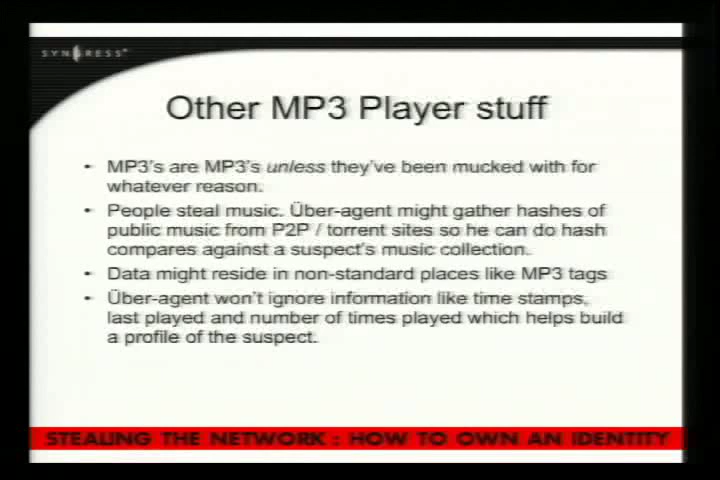 SYNGRESS
Other MP3 Player stuff
• MP3's are MP3's unless they've been mucked with for
whatever reason.
• People steal music. Über-agent might gather hashes of
public music from P2P / torrent sites so he can do hash
compares against a suspect's music collection.
• Data might reside in non-standard places like MP3 tags
• Über-agent won't ignore information like time stamps,
last played and number of times played which helps build
a profile of the suspect.
STEALING THE NETWORK : HOW TO OWN AN IDENTITY